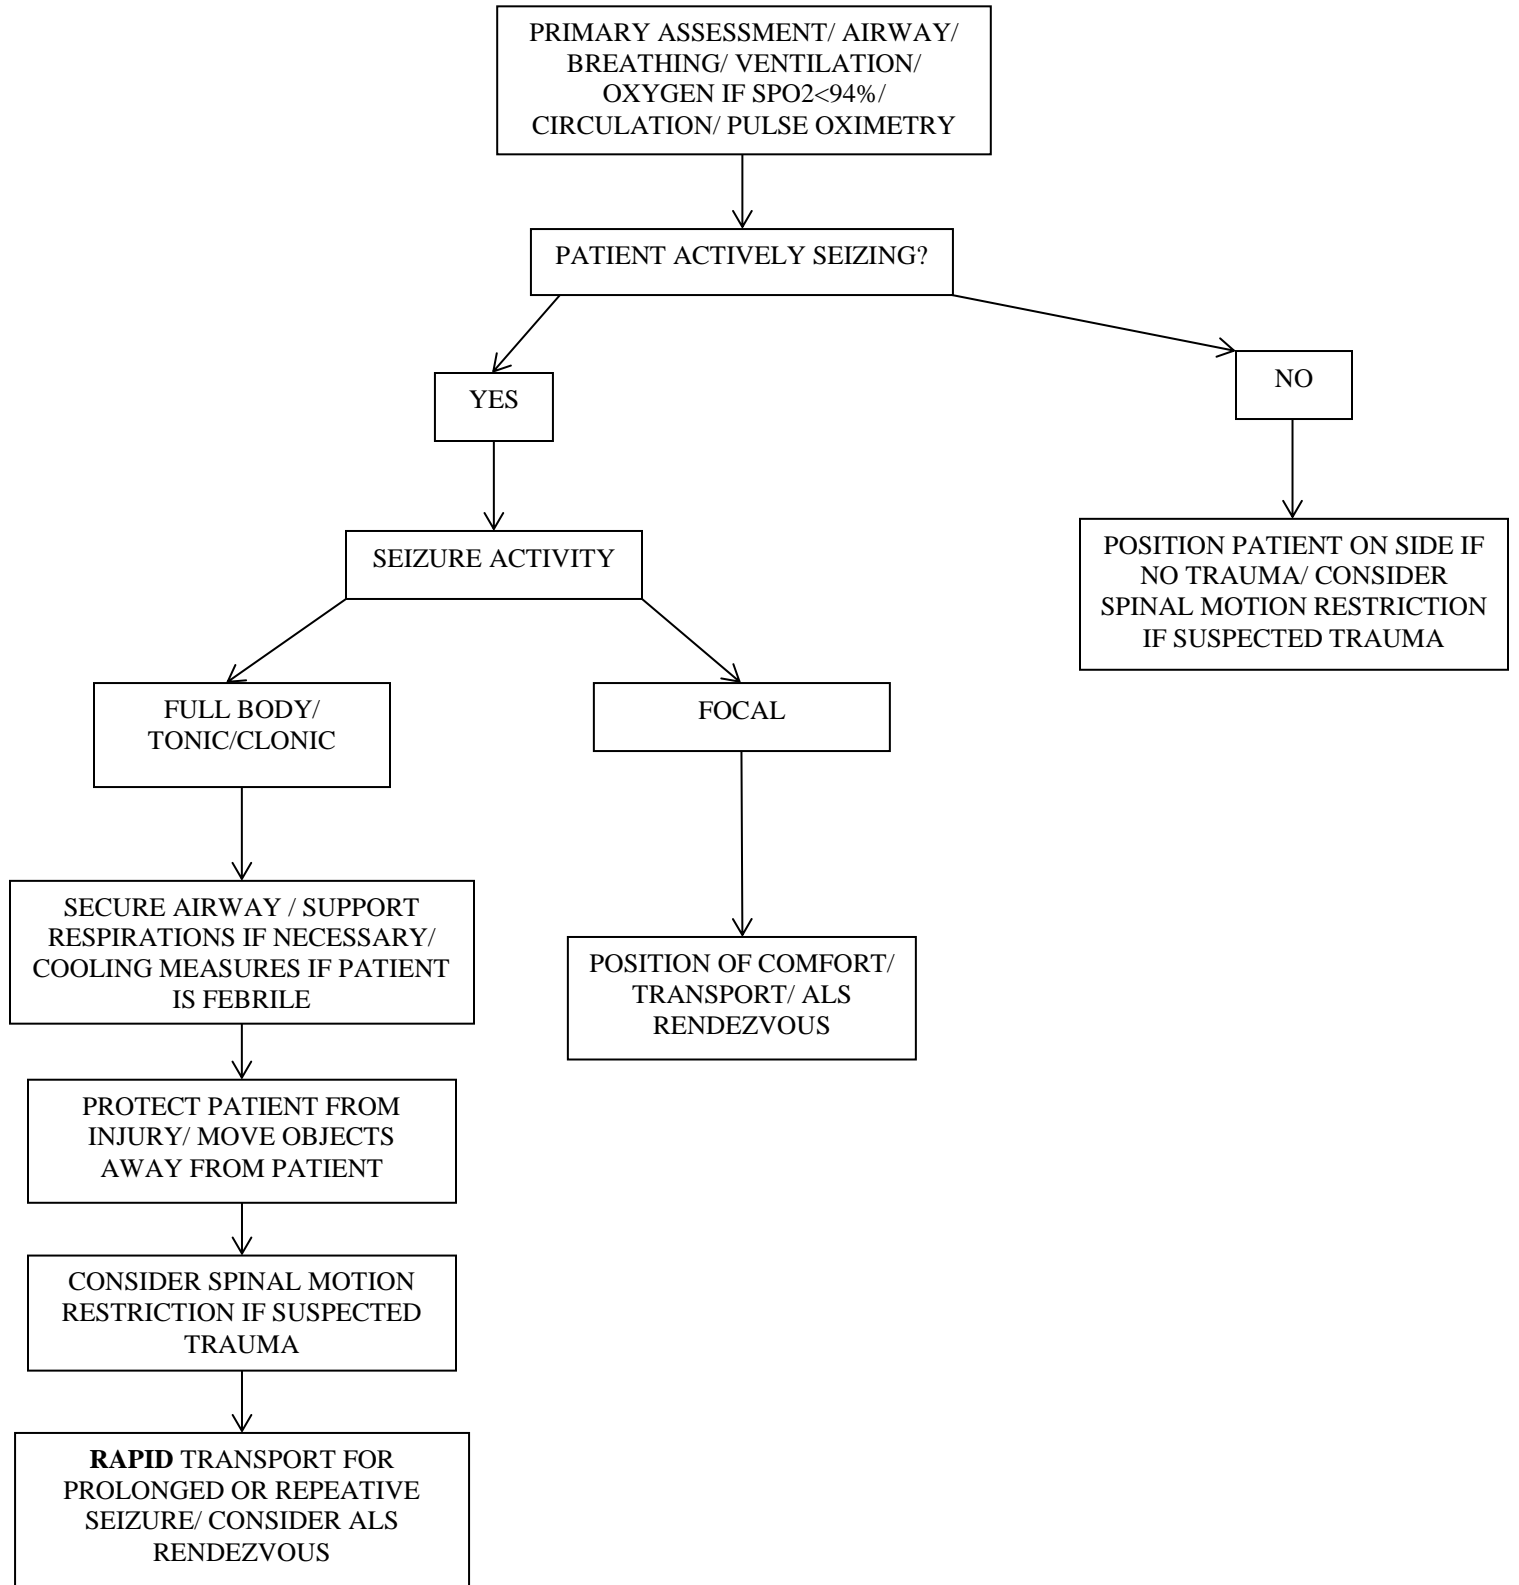 PRIMARY ASSESSMENT/ AIRWAY/
BREATHING/ VENTILATION/
OXYGEN IF SPO2<94%/
CIRCULATION/ PULSE OXIMETRY
PATIENT ACTIVELY SEIZING?
YES
NO
SEIZURE ACTIVITY
POSITION PATIENT ON SIDE IF
NO TRAUMA/ CONSIDER
SPINAL MOTION RESTRICTION
IF SUSPECTED TRAUMA
FULL BODY/
TONIC/CLONIC
FOCAL
SECURE AIRWAY / SUPPORT
RESPIRATIONS IF NECESSARY/
COOLING MEASURES IF PATIENT
IS FEBRILE
POSITION OF COMFORT/
TRANSPORT/ ALS
RENDEZVOUS
PROTECT PATIENT FROM
INJURY/ MOVE OBJECTS
AWAY FROM PATIENT
CONSIDER SPINAL MOTION
RESTRICTION IF SUSPECTED
TRAUMA
RAPID TRANSPORT FOR
PROLONGED OR REPEATIVE
SEIZURE/ CONSIDER ALS
RENDEZVOUS